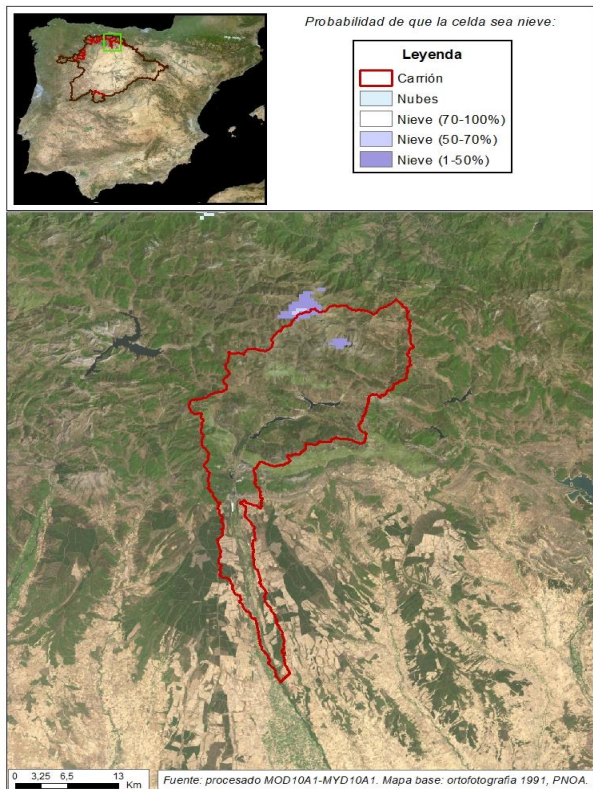 Probabilidad de que la celda sea nieve:
Leyenda
Carrión
Nubes
Nieve (70-100%)
Nieve (50-70%)
Nieve (1-50%)
0 3,25 6,5 13
Km
Fuente: procesado MOD10A1-MYD10A1. Mapa base: ortofotografia 1991, PNOA.